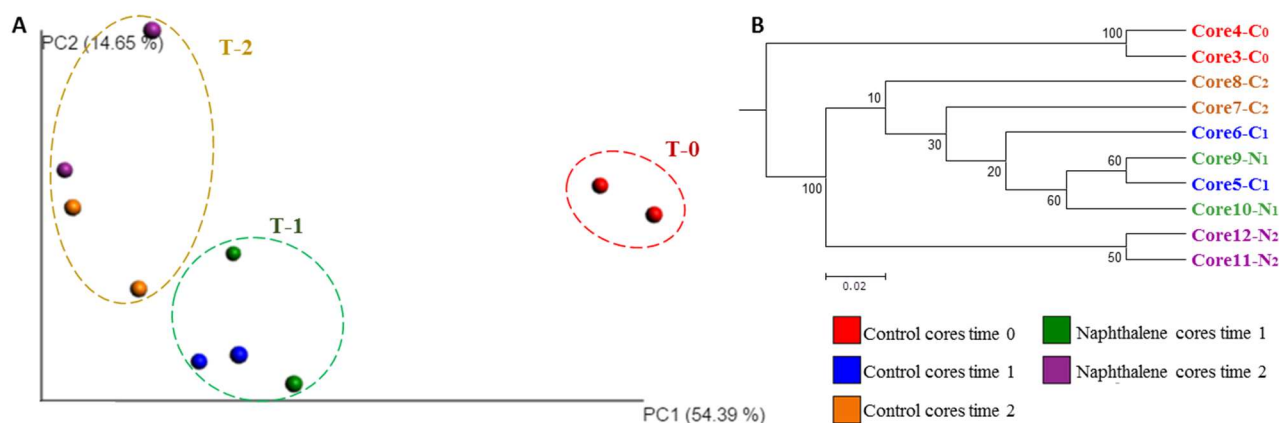 A
PC2 (14.65 %)
T-2
T-0
T-1
PC1 (54.39 %)
B
100
Core4-C0
Core3-C0
10
Core8-C2
30
Core7-C2
20
Core6-C1
60
Core9-N1
Core5-C1
60
Core10-N1
100
Core12-N2
50
Core11-N2
0.02
Control cores time 0
Naphthalene cores time 1
Control cores time 1
Naphthalene cores time 2
Control cores time 2